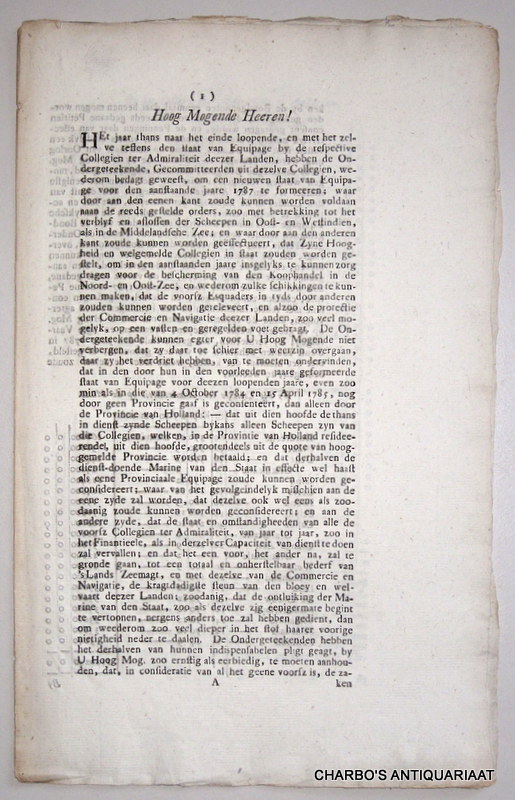 ( 1 )
Hoog Mogende Heeren!
HEt jaar thans naar het einde loopende, en met het zel-
ve teffens den staat van Equipage by de respective
Collegien ter Admiraliteit deezer Landen, hebben de On-
dergeteekende, Gecommitteerden uit dezelve Collegien, we-
derom bedagt geweest, om een nieuwen staat van Equipa-
ge voor den aanstaande jaare 1787 te formeeren; waar
door aan den eenen kant zoude kunnen worden voldaan
aan de reeds gestelde orders, zoo met betrekking tot het
verblyf en aflossen der Scheepen in Oost- en Westindien,
als in de Middelandsche Zee; en waar door aan den anderen
kant zoude kunnen worden geeffectueert, dat Zyne Hoog-
heid en welgemelde Collegien in staat zouden worden ge-
stelt, om in den aanstaanden jaare insgelyks te kunnen zorg
dragen voor de bescherming van den Koophandel in de
Noord- en Oost-Zee, en wederom zulke schikkingen te kun-
nen maken, dat de voorsz Esquaders in tyds door anderen
zouden kunnen worden gereleveert, en alzoo de protectie
der Commercie en Navigatie deezer Landen, zoo veel mo-
gelyk, op een vasten en geregelden voet gebragt. De On-
dergeteekende kunnen egter voor U Hoog Mogende niet
verbergen, dat zy daar toe schier met weerzin overgaan,
daar zy het verdriet hebben, van te moeten ondervinden,
dat in den door hun in den voorleeden jaare geformeerde
staat van Equipage voor deezen loopenden jaare, even zoo
min als in die van 4 October 1784 en 15 April 1785, nog
door geen Provincie gaaf is geconsenteert, dan alleen door
de Provincie van Holland: — dat uit dien hoofde de thans
in dienst zynde Scheepen bykans alleen Scheepen zyn van
die Collegien, welken, in de Provintie van Holland residee-
rende, uit dien hoofde, grootendeels uit de quote van hoog-
gemelde Provincie worden betaald; en dat derhalven de
dienst-doende Marine van den Staat in effecte wel haast
als eene Provinciaale Equipage zoude kunnen worden ge-
considereert; waar van het gevolgeindelyk misschien aan de
eene zyde zal worden, dat dezelve ook wel eens als zoo-
daanig zoude kunnen worden geconsidereert; en aan de
andere zyde, dat de staat en omstandigheeden van alle de
voorsz Collegien ter Admiraliteit, van jaar tot jaar, zoo in
het Financieele, als in derzelver Capaciteit van dienst te doen
zal vervallen; en dat het een voor, het ander na, zal te
gronde gaan, tot een totaal en onherstelbaar bederf van
's Lands Zeemagt, en met dezelve van de Commercie en
Navigatie, de kragtdadigste steun van den bloey en wel-
vaart deezer Landen; zoodanig, dat de ontluiking der Ma-
rine van den Staat, zoo als dezelve zig eenigermate begint
te vertoonen, nergens anders toe zal hebben gedient, dan
om weederom zoo veel dieper in het stof haarer voorige
nietigheid neder te daalen. De Ondergeteekenden hebben
het derhalven van hunnen indispensabelen pligt geagt, by
U Hoog Mog. zoo ernstig als eerbiedig, te moeten aanhou-
den, dat, in consideratie van al het geene voorsz is, de za-
A ken
CHARBO'S ANTIQUARIAAT